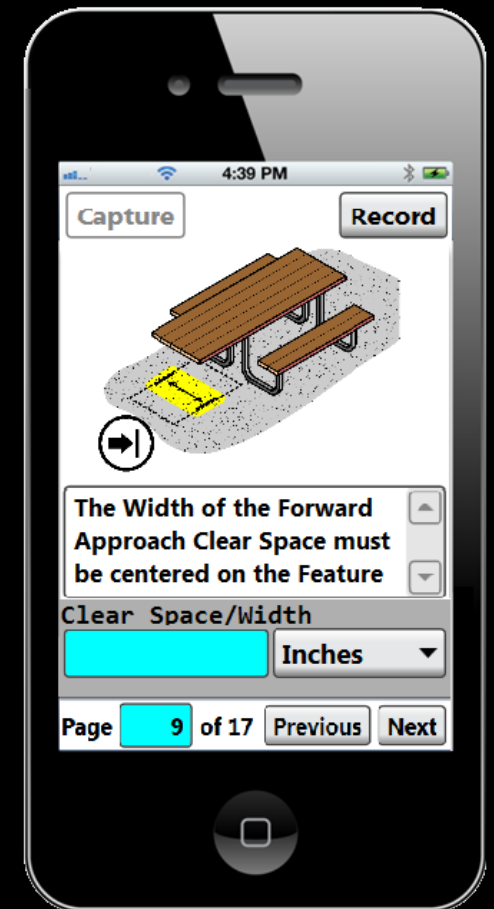 4:39 PM
Capture Record
The Width of the Forward
Approach Clear Space must
be centered on the Feature
Clear Space/Width
Inches
Page 9 of 17 Previous Next